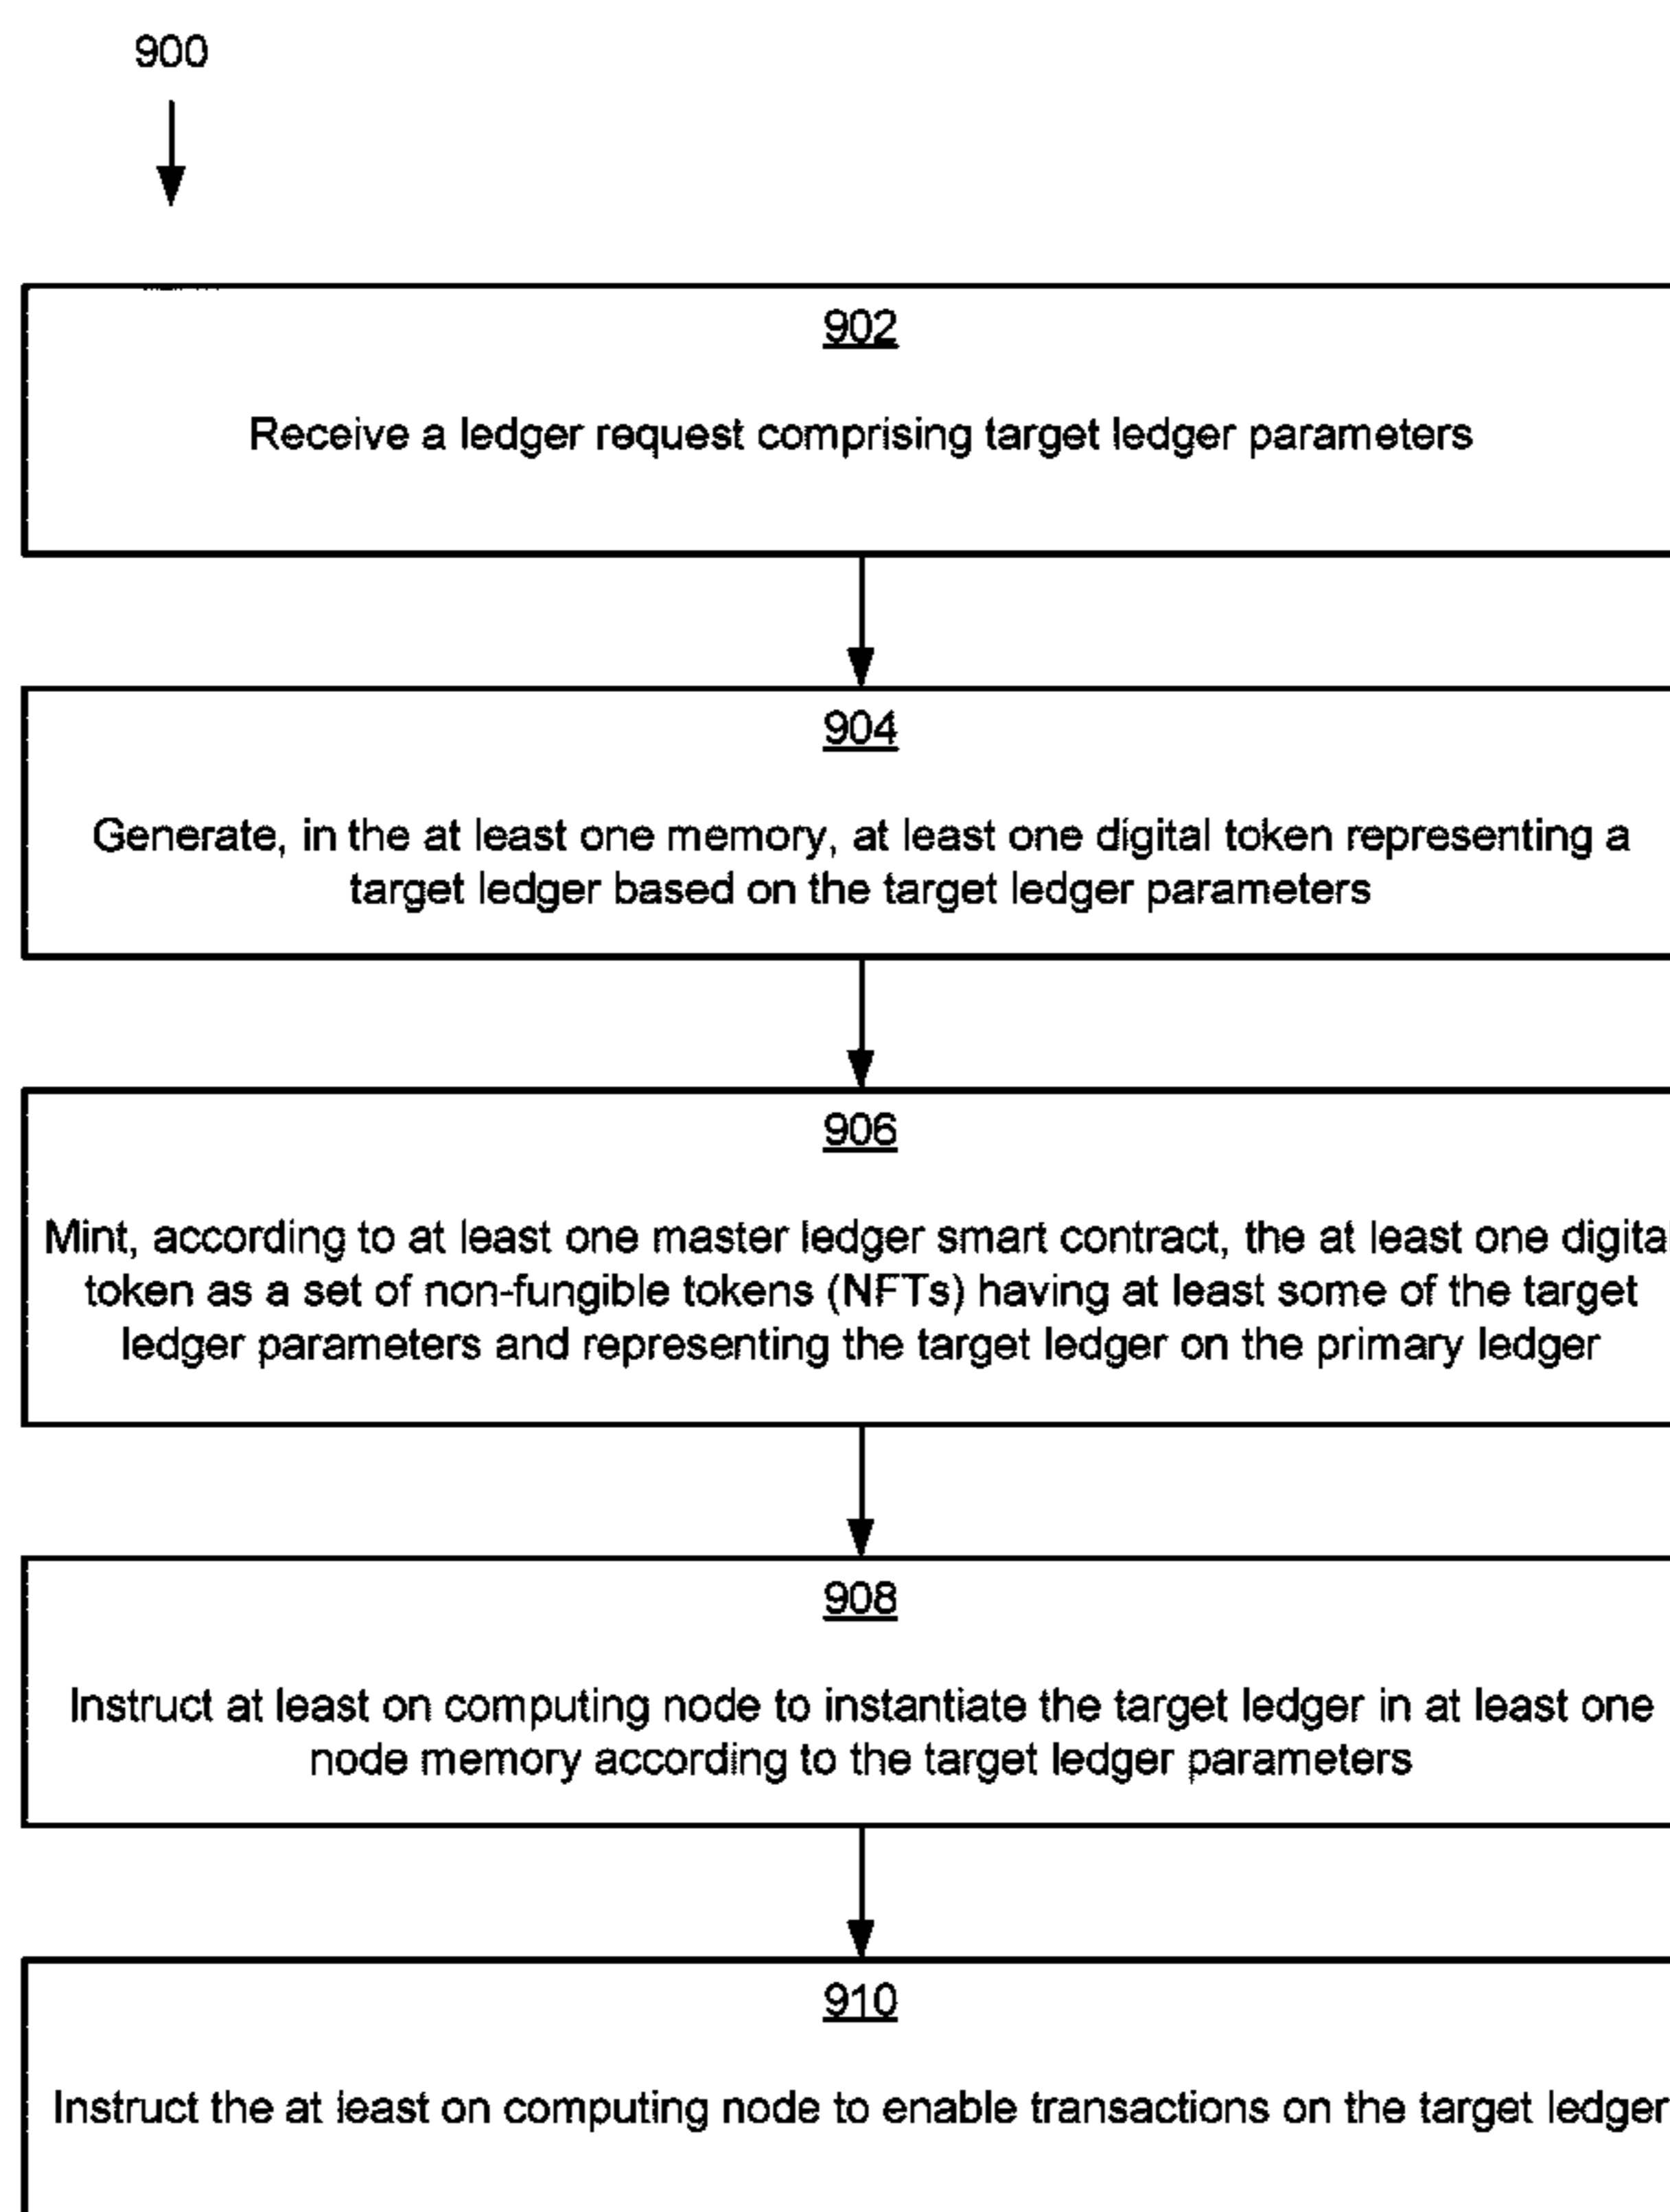 900
902
Receive a ledger request comprising target ledger parameters
904
Generate, in the at least one memory, at least one digital token representing a
target ledger based on the target ledger parameters
906
Mint, according to at least one master ledger smart contract, the at least one digital
token as a set of non-fungible tokens (NFTs) having at least some of the target
ledger parameters and representing the target ledger on the primary ledger
908
Instruct at least on computing node to instantiate the target ledger in at least one
node memory according to the target ledger parameters
910
Instruct the at least on computing node to enable transactions on the target ledger